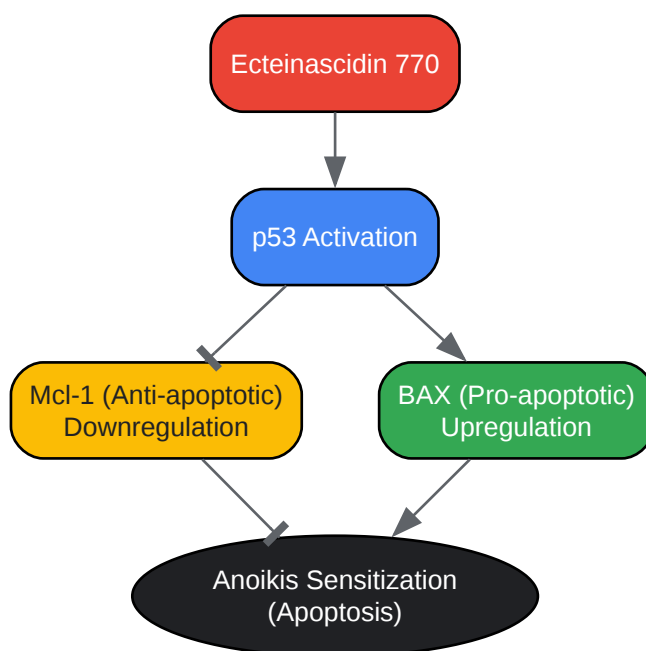 Ecteinascidin 770
p53 Activation
Mcl-1 (Anti-apoptotic)
Downregulation
BAX (Pro-apoptotic)
Upregulation
Anoikis Sensitization
(Apoptosis)